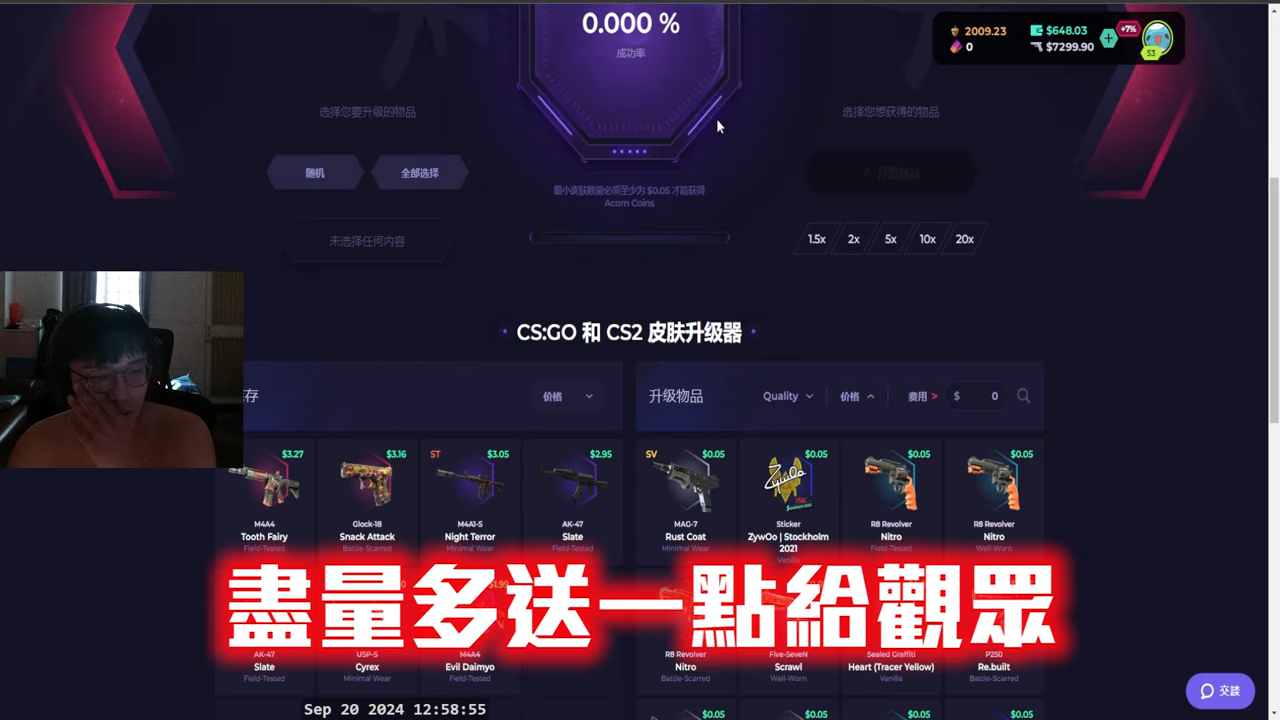 0.000 %
成功率
2009.23
0
$648.03
$7299.90
+7%
53
选择您要升级的物品
选择您想获得的物品
随机
全部选择
升级物品
最小皮肤数量必须至少为 $0.05 才能获得
Acorn Coins
未选择任何内容
1.5x
2x
5x
10x
20x
CS:GO 和 CS2 皮肤升级器
存
价格
升级物品
Quality
价格
费用 >
$ 0
$3.27
$3.16
ST $3.05
$2.95
SV $0.05
$0.05
$0.05
$0.05
M4A4
Glock-18
M4A1-S
AK-47
MAG-7
Sticker
R8 Revolver
R8 Revolver
Tooth Fairy
Snack Attack
Night Terror
Slate
Rust Coat
ZywOo | Stockholm
2021
Nitro
Nitro
Field-Tested
Battle-Scarred
Minimal Wear
Field-Tested
Minimal Wear
Vanilla
Field-Tested
Well-Worn
盡量多送一點給觀眾
AK-47
USP-S
M4A4
R8 Revolver
Five-SeveN
Sealed Graffiti
P250
Slate
Cyrex
Evil Daimyo
Nitro
Scrawl
Heart (Tracer Yellow)
Re.built
Field-Tested
Minimal Wear
Field-Tested
Battle-Scarred
Well-Worn
Vanilla
Battle-Scarred
交談
Sep 20 2024 12:58:55
$0.05
$0.05
$0.05
$0.05